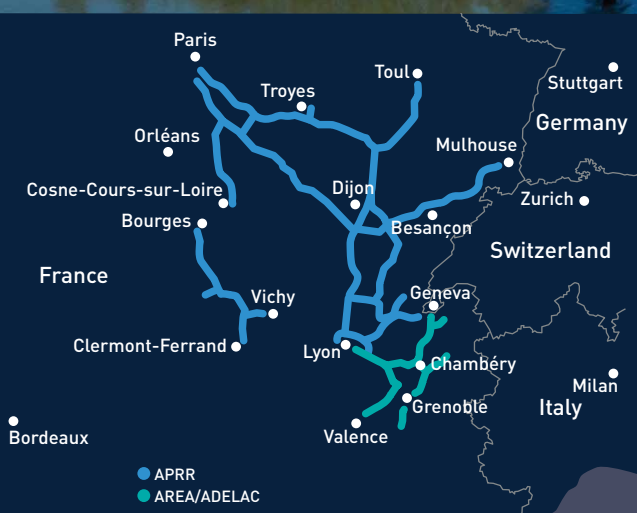 Paris
Toul
Troyes
Stuttgart
Germany
Orléans
Mulhouse
Cosne-Cours-sur-Loire
Dijon
Zurich
Bourges
Besançon
Switzerland
France
Geneva
Vichy
Clermont-Ferrand
Lyon
Chambéry
Milan
Grenoble
Italy
Bordeaux
Valence
APRR
AREA/ADELAC